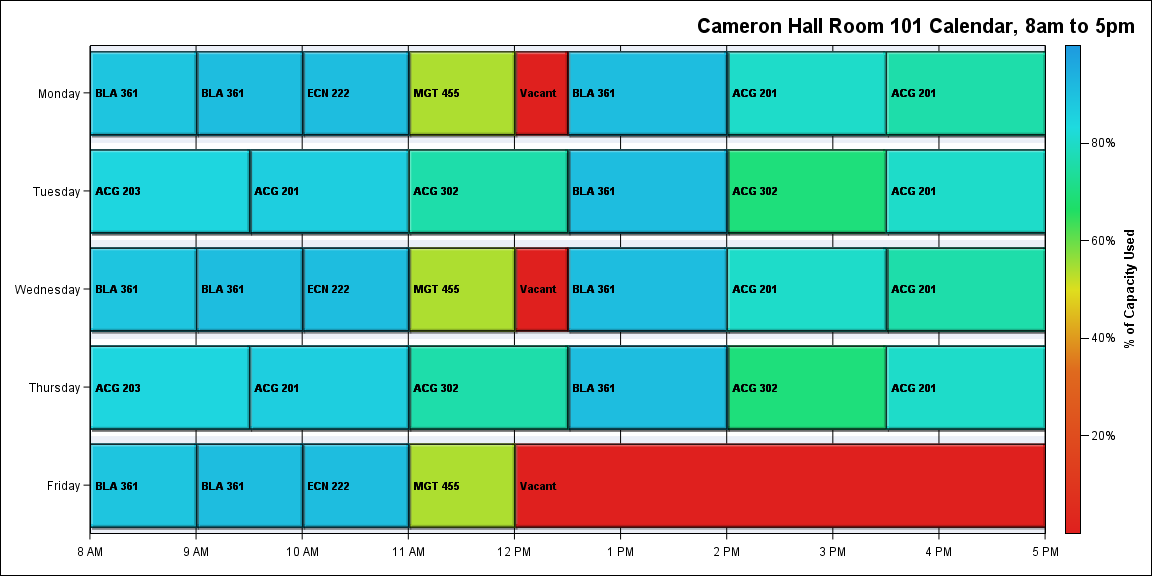 Cameron Hall Room 101 Calendar, 8am to 5pm
Monday
BLA 361
BLA 361
ECN 222
MGT 455
Vacant
BLA 361
ACG 201
ACG 201
Tuesday
ACG 203
ACG 201
ACG 302
BLA 361
ACG 302
ACG 201
Wednesday
BLA 361
BLA 361
ECN 222
MGT 455
Vacant
BLA 361
ACG 201
ACG 201
Thursday
ACG 203
ACG 201
ACG 302
BLA 361
ACG 302
ACG 201
Friday
BLA 361
BLA 361
ECN 222
MGT 455
Vacant
8 AM
9 AM
10 AM
11 AM
12 PM
1 PM
2 PM
3 PM
4 PM
5 PM
80%
60%
40%
20%
% of Capacity Used